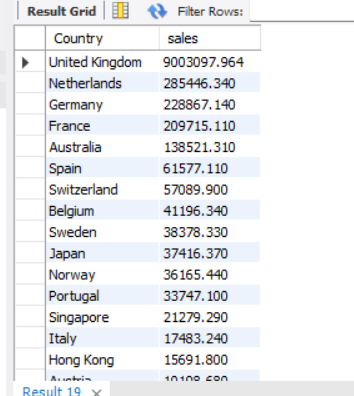 Result Grid Filter Rows:
Country sales
United Kingdom 9003097.964
Netherlands 285446.340
Germany 228867.140
France 209715.110
Australia 138521.310
Spain 61577.110
Switzerland 57089.900
Belgium 41196.340
Sweden 38378.330
Japan 37416.370
Norway 36165.440
Portugal 33747.100
Singapore 21279.290
Italy 17483.240
Hong Kong 15691.800
Austria 10198.680
Result 19